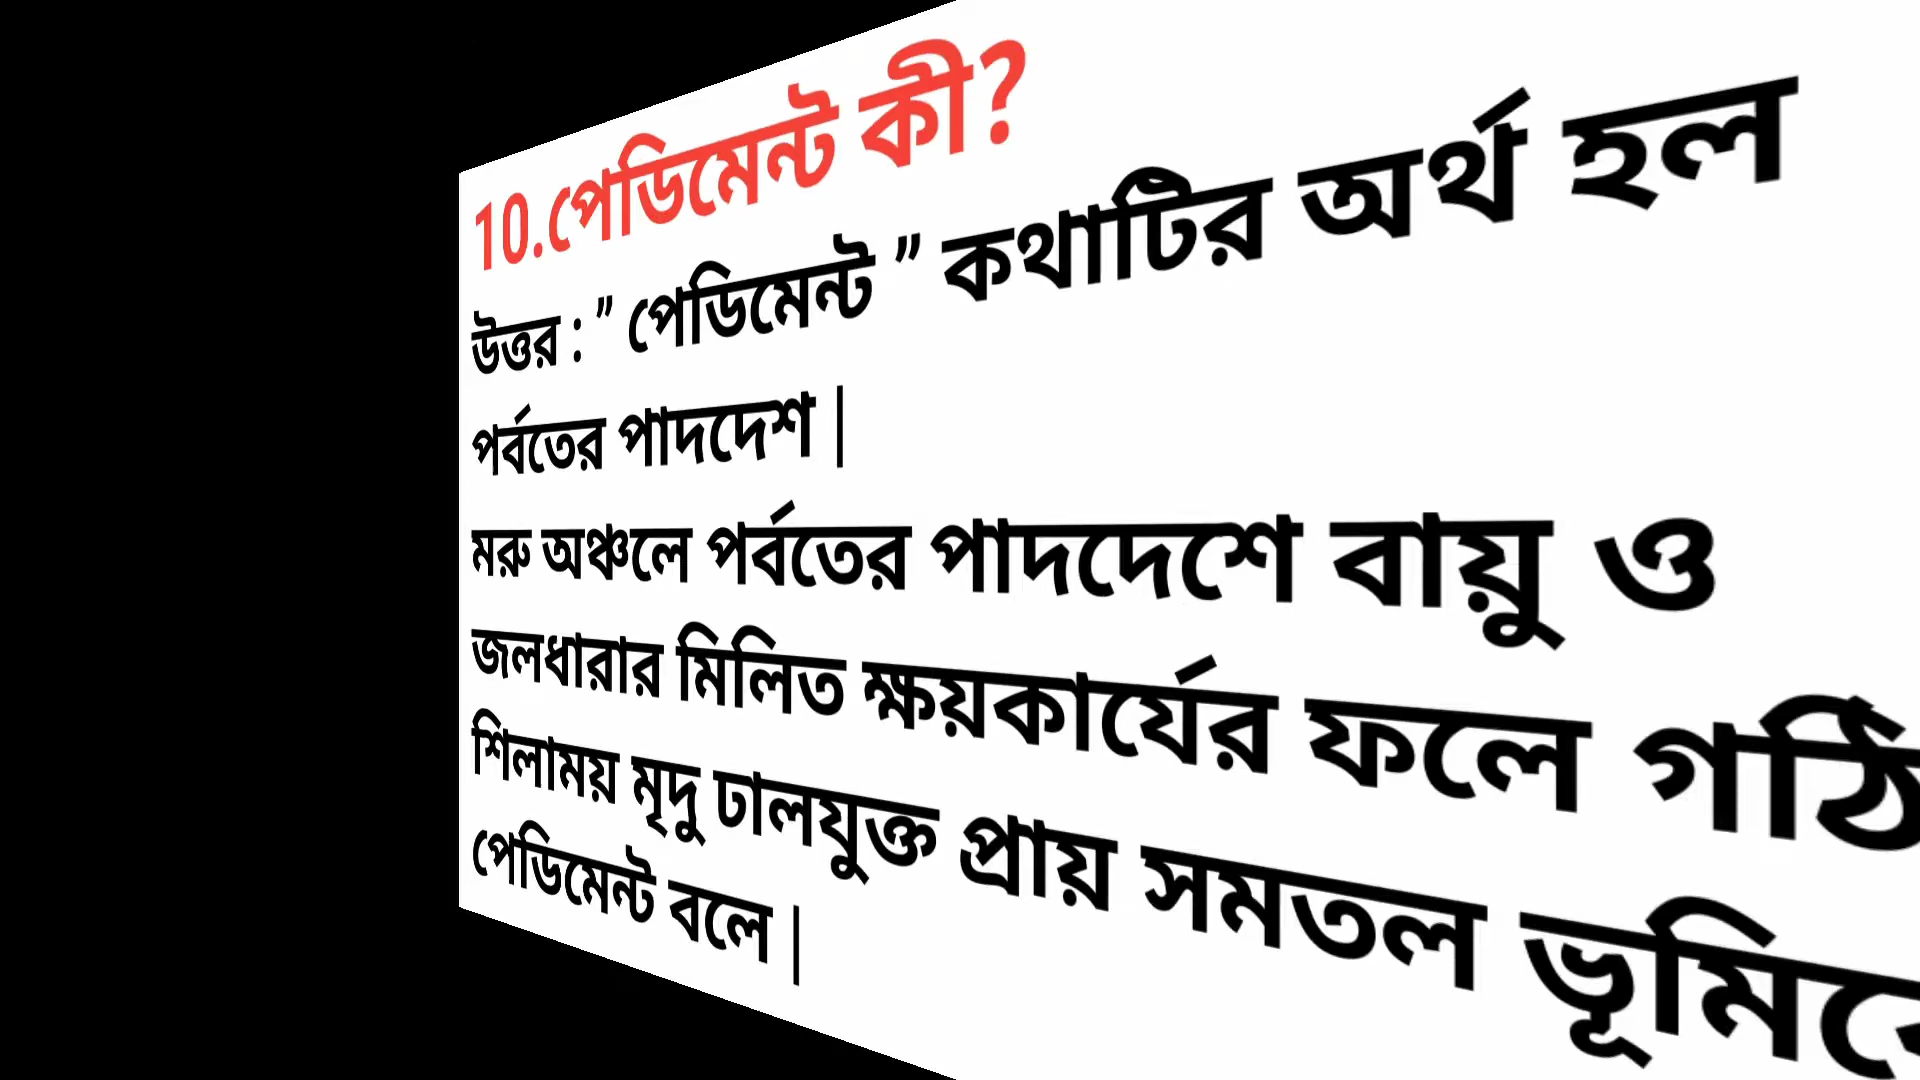 10.পেডিমেন্ট কী?
উত্তর : " পেডিমেন্ট " কথাটির অর্থ হল
পর্বতের পাদদেশ |
মরু অঞ্চলে পর্বতের পাদদেশে বায়ু ও
জলধারার মিলিত ক্ষয়কার্যের ফলে
শিলাময় মৃদু ঢালযুক্ত প্রায় সমতল
পেডিমেন্ট বলে |